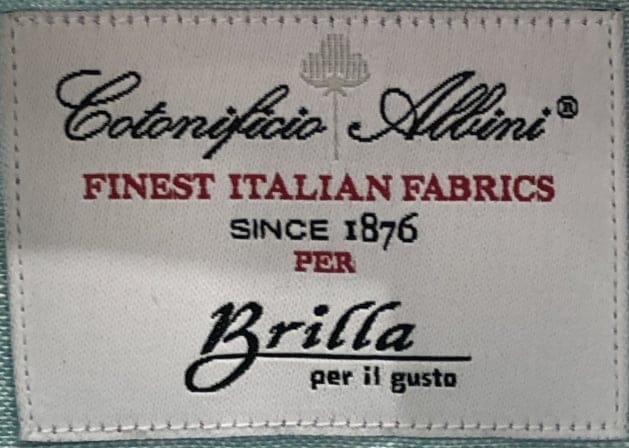 Cotonificio Albini®
FINEST ITALIAN FABRICS
SINCE 1876
PER
Brilla
per il gusto